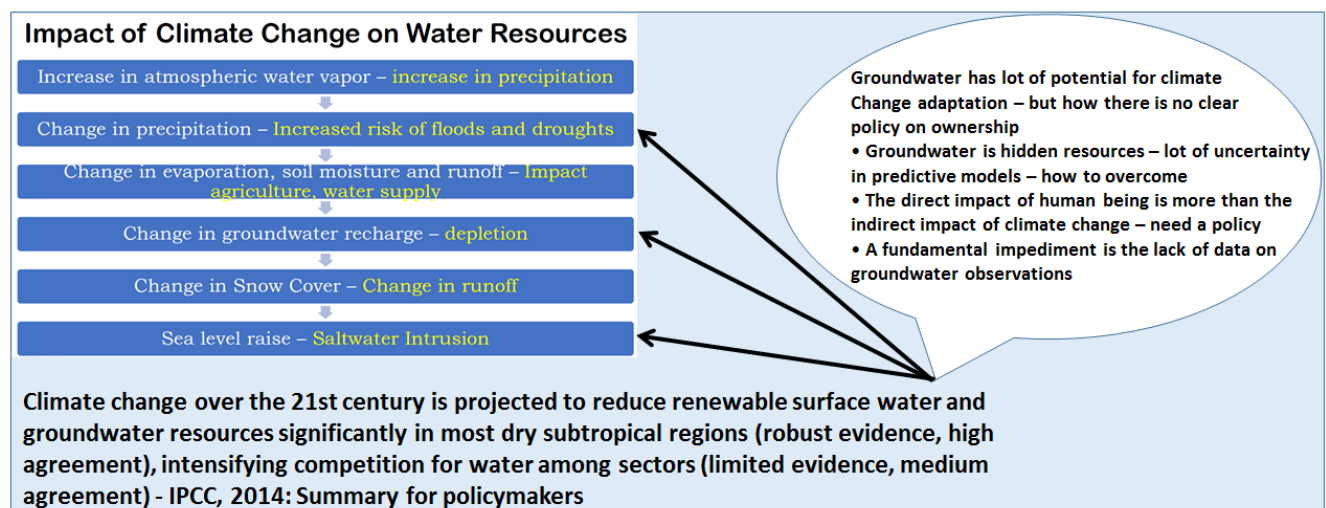 Impact of Climate Change on Water Resources
Increase in atmospheric water vapor – increase in precipitation
Change in precipitation – Increased risk of floods and droughts
Change in evaporation, soil moisture and runoff – Impact
agriculture, water supply
Change in groundwater recharge – depletion
Change in Snow Cover – Change in runoff
Sea level raise – Saltwater Intrusion
Groundwater has lot of potential for climate
Change adaptation – but how there is no clear
policy on ownership
• Groundwater is hidden resources – lot of uncertainty
in predictive models – how to overcome
• The direct impact of human being is more than the
indirect impact of climate change – need a policy
• A fundamental impediment is the lack of data on
groundwater observations
Climate change over the 21st century is projected to reduce renewable surface water and
groundwater resources significantly in most dry subtropical regions (robust evidence, high
agreement), intensifying competition for water among sectors (limited evidence, medium
agreement) - IPCC, 2014: Summary for policymakers